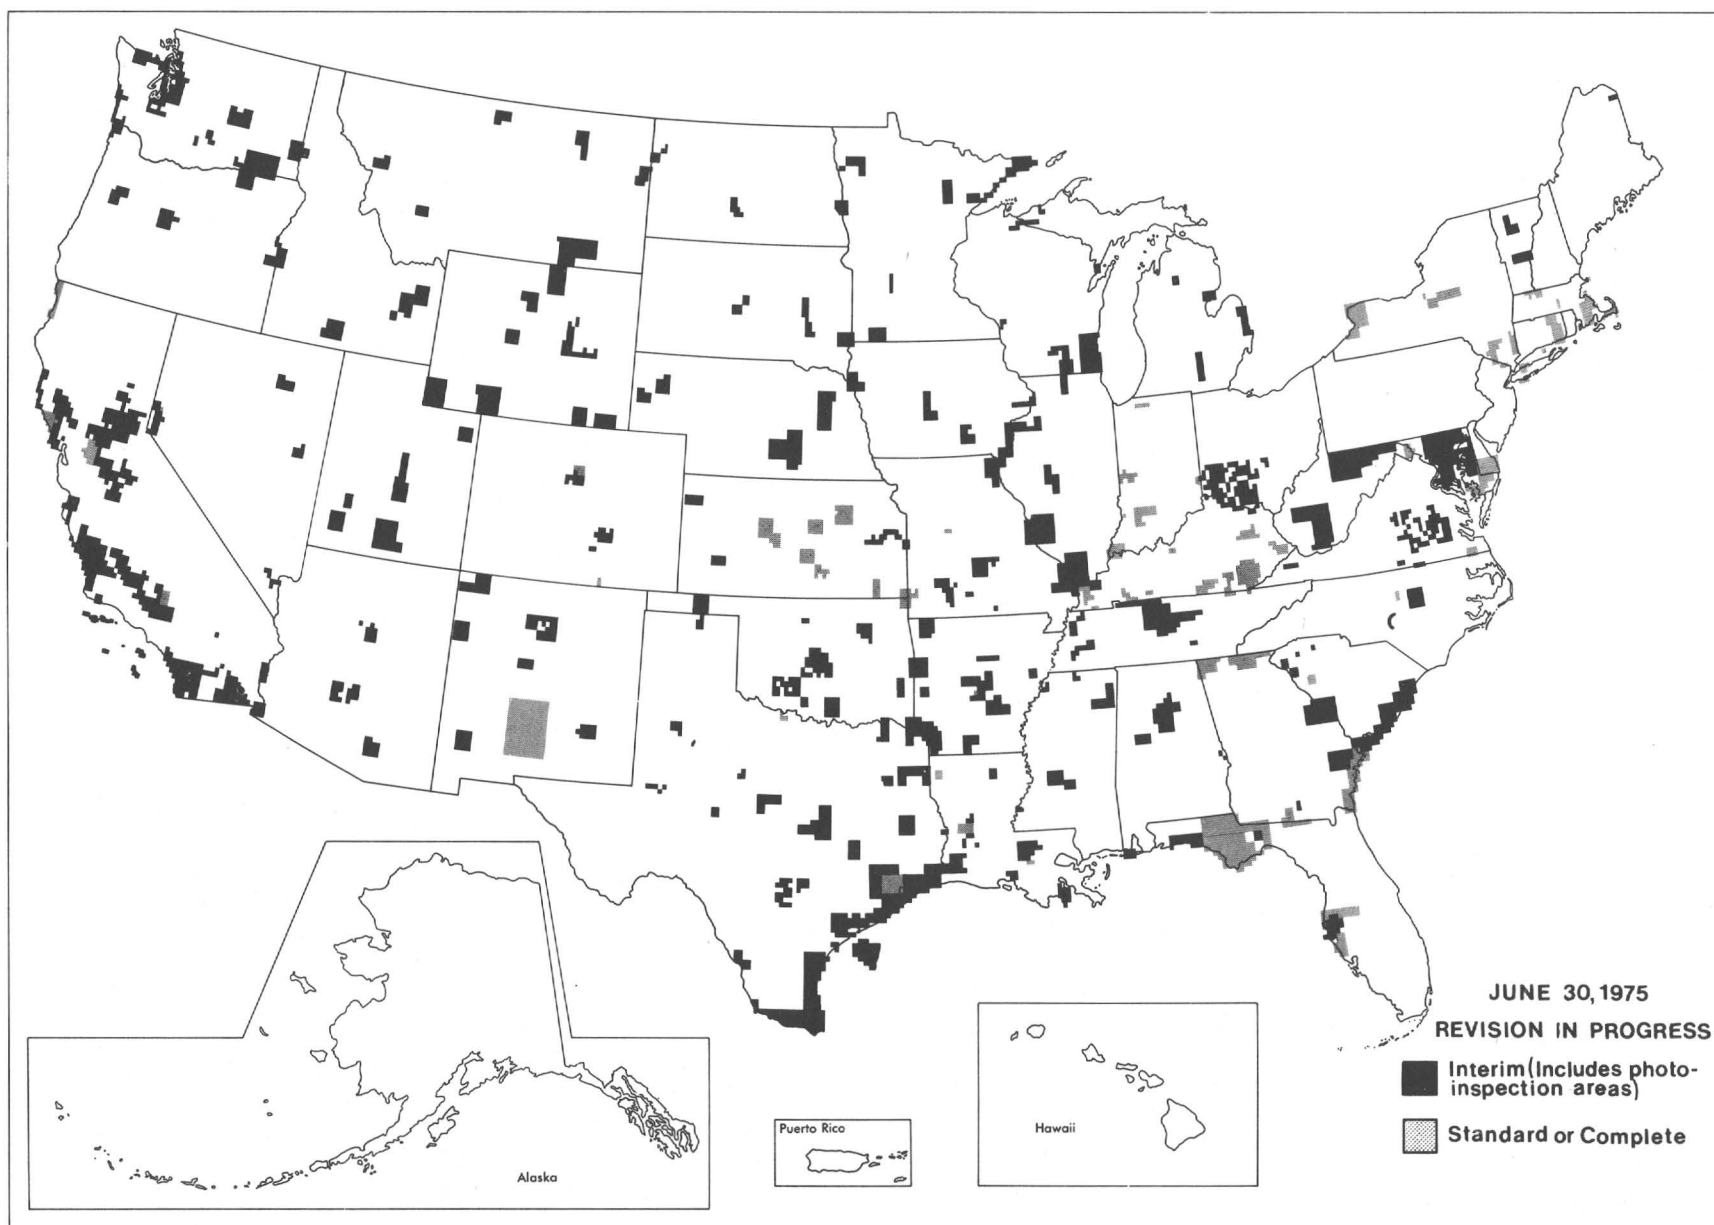 JUNE 30, 1975
REVISION IN PROGRESS
Interim (Includes photo-
inspection areas)
Standard or Complete
Puerto Rico
Hawaii
Alaska